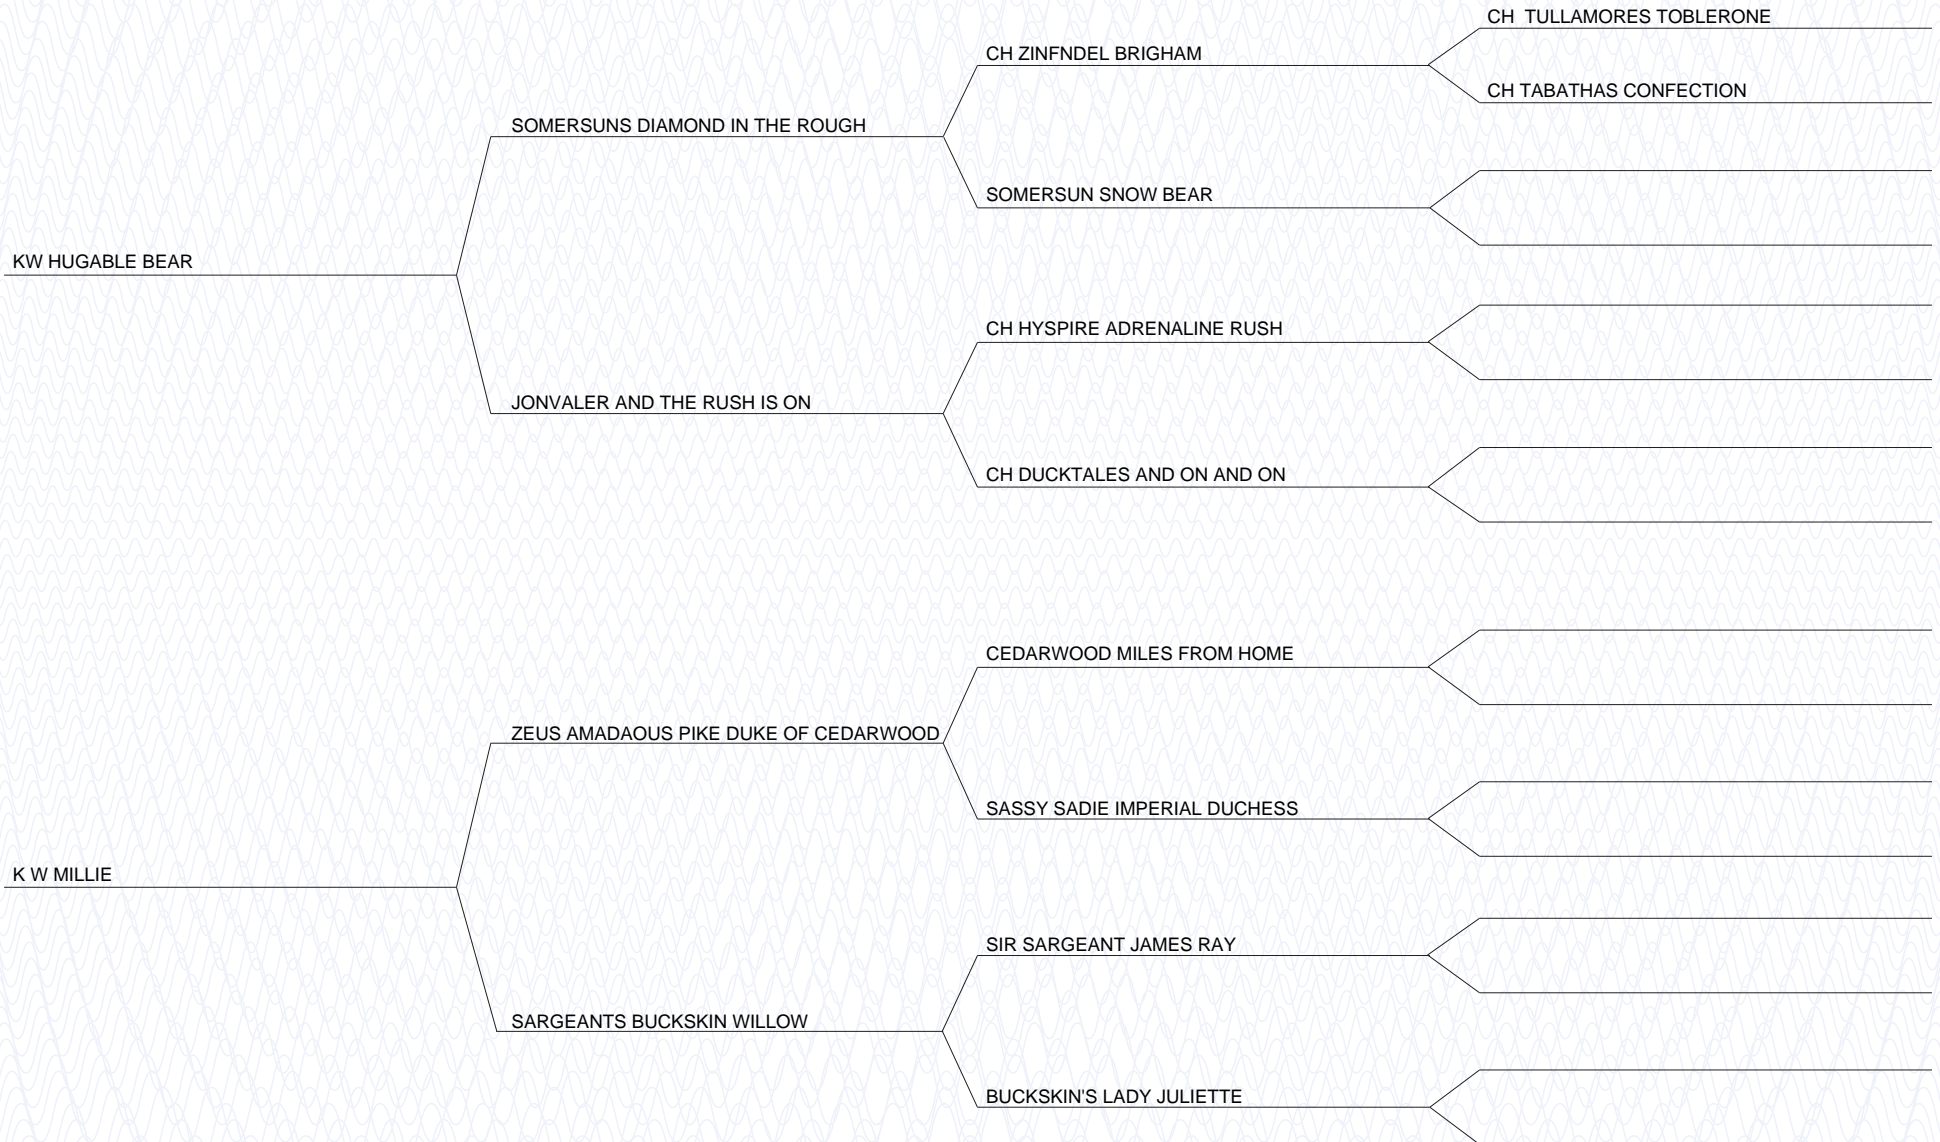 CH  TULLAMORES TOBLERONE
CH ZINFNDEL BRIGHAM
CH TABATHAS CONFECTION
SOMERSUNS DIAMOND IN THE ROUGH
SOMERSUN SNOW BEAR
KW HUGABLE BEAR
CH HYSPIRE ADRENALINE RUSH
JONVALER AND THE RUSH IS ON
CH DUCKTALES AND ON AND ON
CEDARWOOD MILES FROM HOME
ZEUS AMADAOUS PIKE DUKE OF CEDARWOOD
SASSY SADIE IMPERIAL DUCHESS
K W MILLIE
SIR SARGEANT JAMES RAY
SARGEANTS BUCKSKIN WILLOW
BUCKSKIN'S LADY JULIETTE